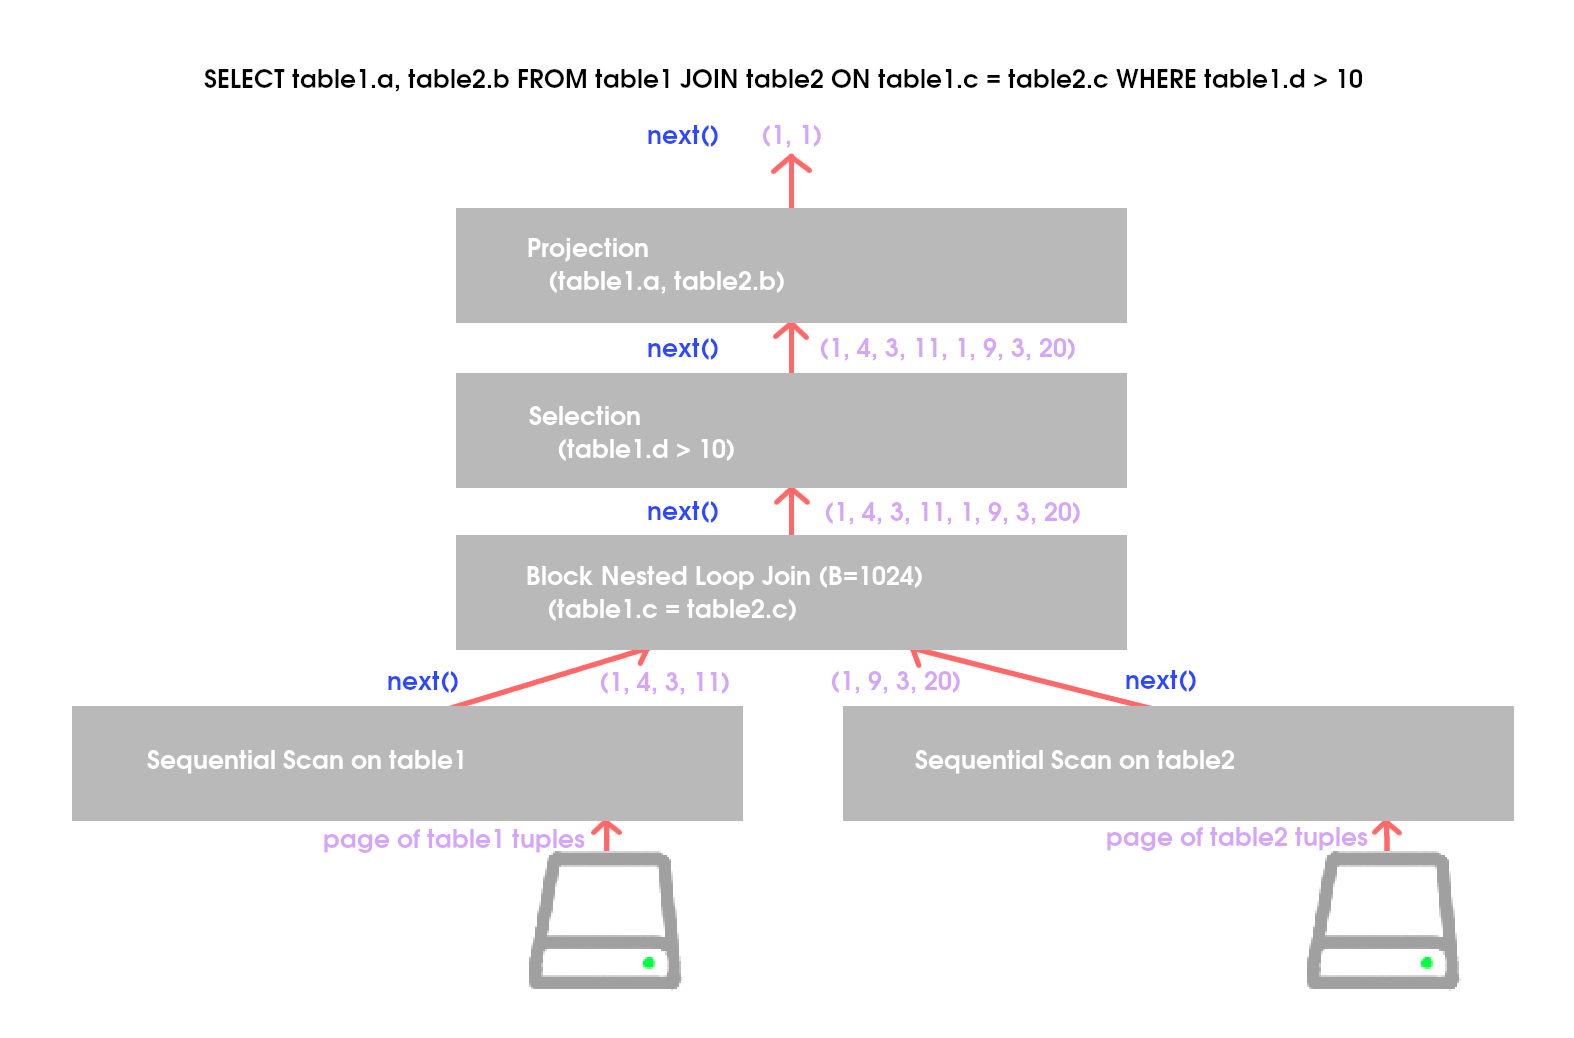 SELECT table1.a, table2.b FROM table1 JOIN table2 ON table1.c = table2.c WHERE table1.d > 10
next() (1, 1)
Projection
(table1.a, table2.b)
next() (1, 4, 3, 11, 1, 9, 3, 20)
Selection
(table1.d > 10)
next() (1, 4, 3, 11, 1, 9, 3, 20)
Block Nested Loop Join (B=1024)
(table1.c = table2.c)
next() (1, 4, 3, 11) (1, 9, 3, 20) next()
Sequential Scan on table1 Sequential Scan on table2
page of table1 tuples page of table2 tuples